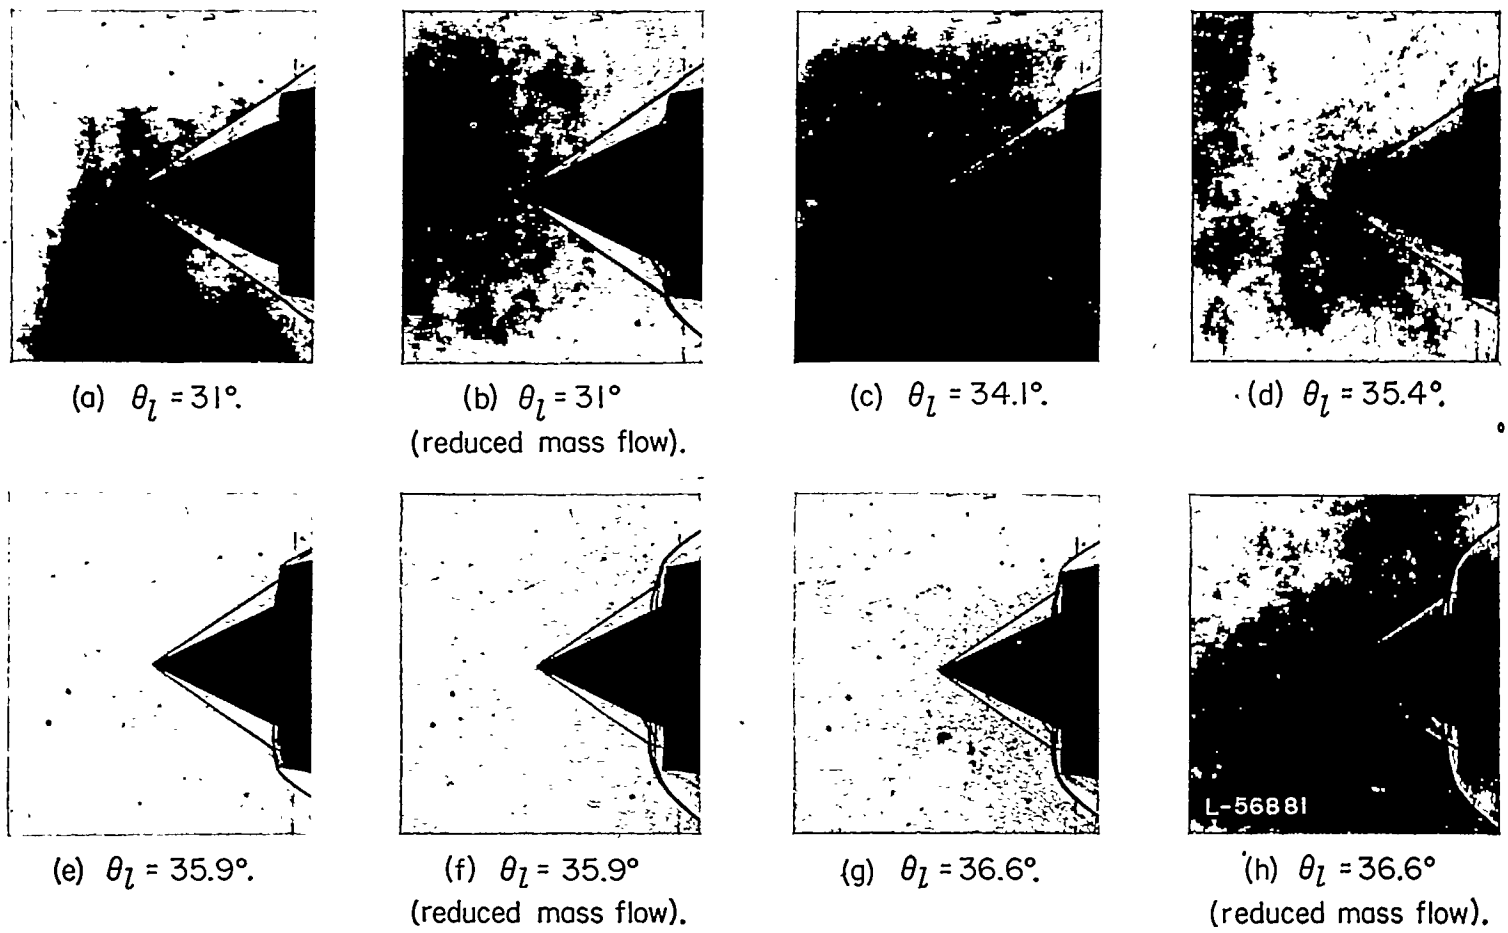 (a) θl = 31°.
(b) θl = 31°
(reduced mass flow).
(c) θl = 34.1°.
(d) θl = 35.4°.
(e) θl = 35.9°.
(f) θl = 35.9°
(reduced mass flow).
(g) θl = 36.6°.
L-56881
(h) θl = 36.6°
(reduced mass flow).